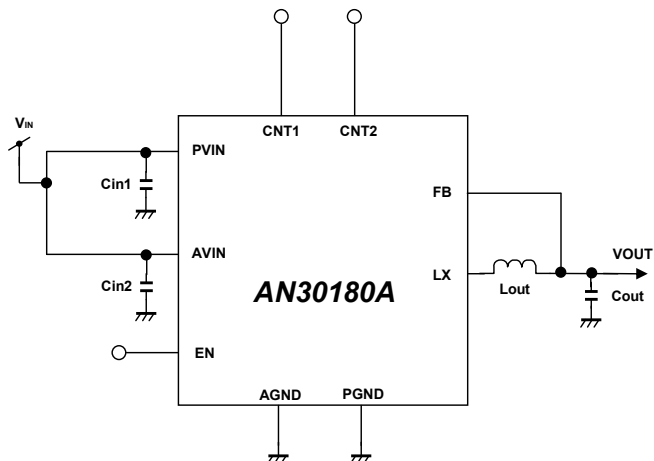 CNT1 CNT2
VIN
PVIN
Cin1
FB
AVIN
VOUT
LX
Cin2
Lout
Cout
AN30180A
EN
AGND PGND